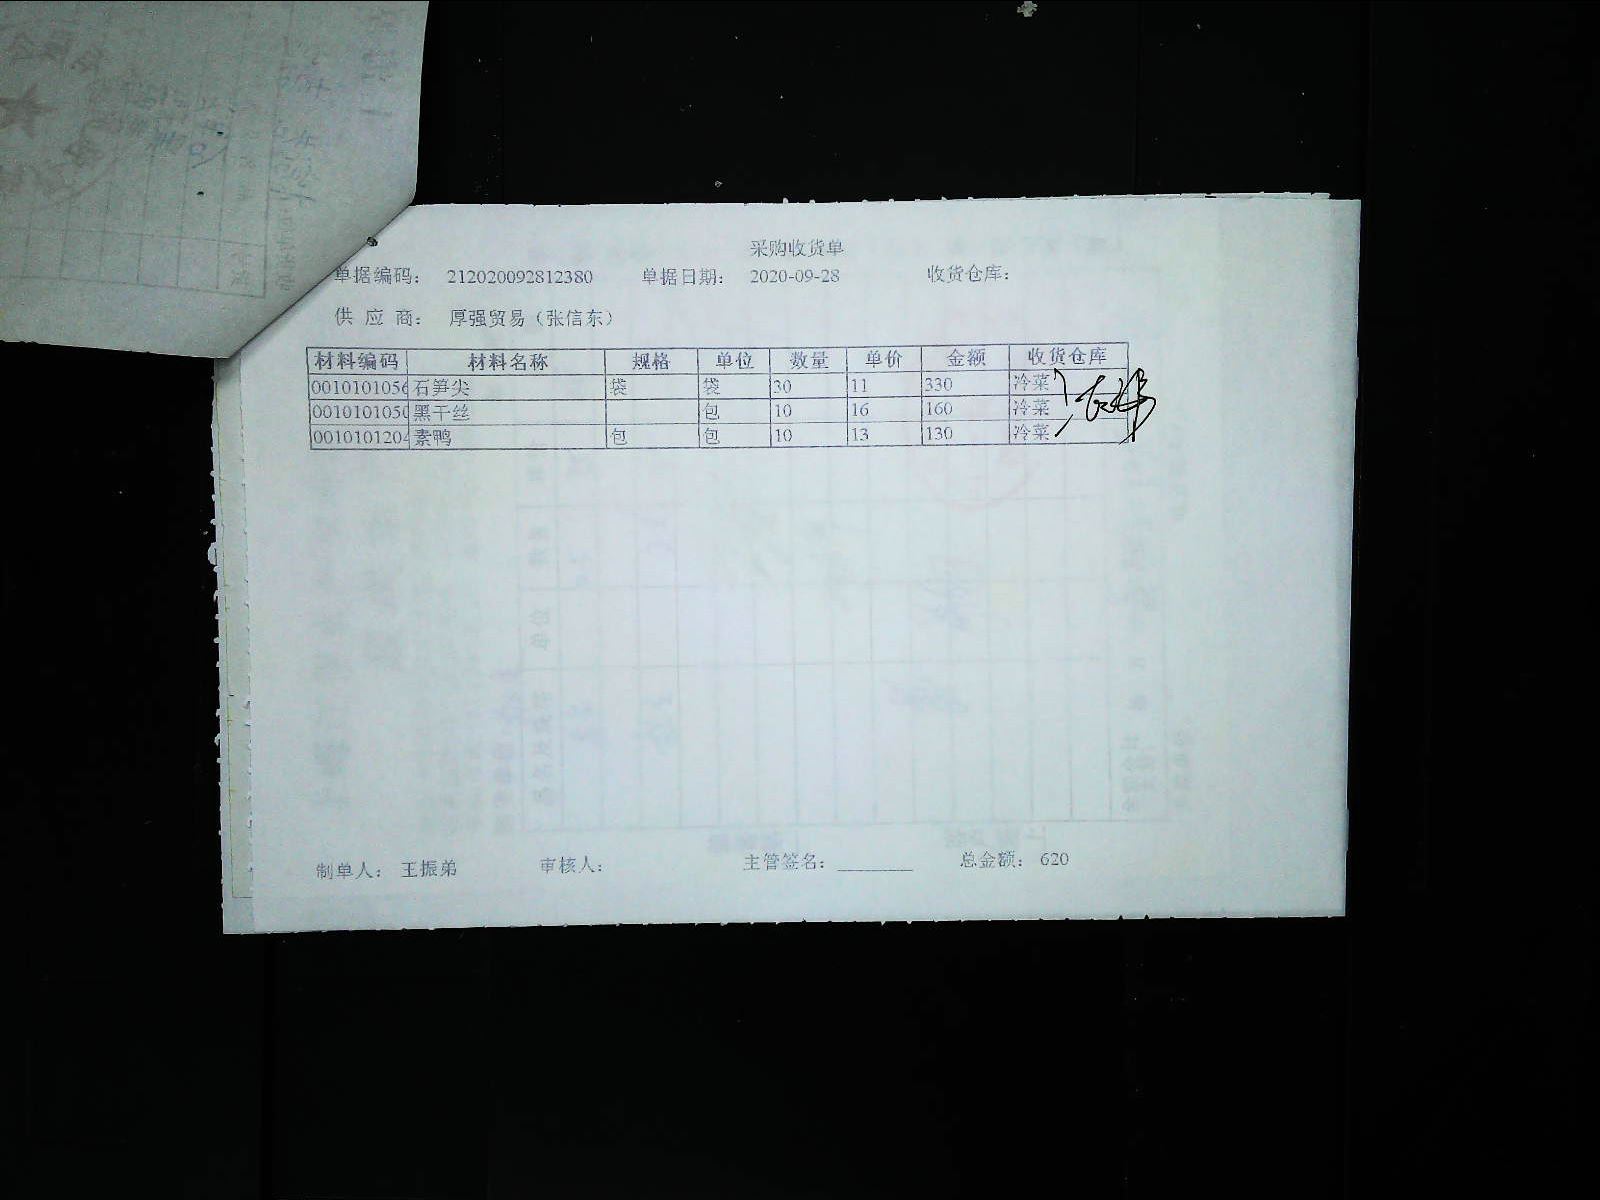 采购收货单
单据编码： 212020092812380 单据日期： 2020-09-28 收货仓库：
供 应 商： 厚强贸易（张信东）
材料编码 材料名称 规格 单位 数量 单价 金额 收货仓库
0010101056 石笋尖 袋 袋 30 11 330 冷菜
0010101050 黑干丝 包 10 16 160 冷菜
0010101204 素鸭 包 包 10 13 130 冷菜
制单人： 王振弟 审核人： 主管签名： 总金额： 620